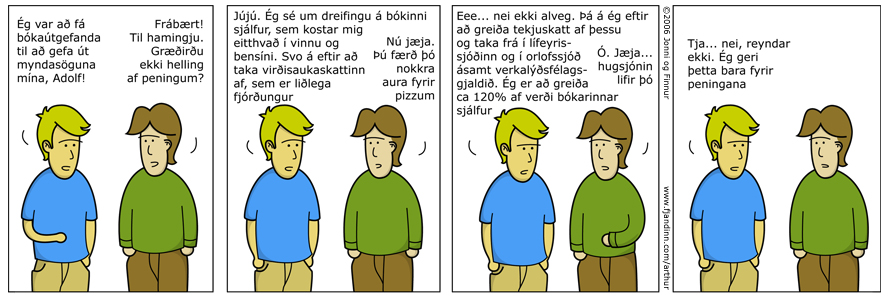 Ég var að fá
bókaútgefanda
til að gefa út
myndasöguna
mína, Adolf!
Frábært!
Til hamingju.
Græðirðu
ekki helling
af peningum?
Jújú. Ég sé um dreifingu á bókinni
sjálfur, sem kostar mig
eitthvað í vinnu og
bensíni. Svo á eftir að
taka virðisaukaskattinn
af, sem er liðlega
fjórðungur
Nú jæja.
Þú færð þó
nokkra
aura fyrir
pizzum
Eee... nei ekki alveg. Þá á ég eftir
að greiða tekjuskatt af þessu
og taka frá í lífeyris-
sjóðinn og í orlofssjóð
ásamt verkalýðsfélags-
gjaldið. Ég er að greiða
ca 120% af verði bókarinnar
sjálfur
Ó. Jæja...
hugsjónin
lifir þó
©2006 Jonni og Finnur
www.fjandinn.com/arthur
Tja... nei, reyndar
ekki. Ég geri
þetta bara fyrir
peningana